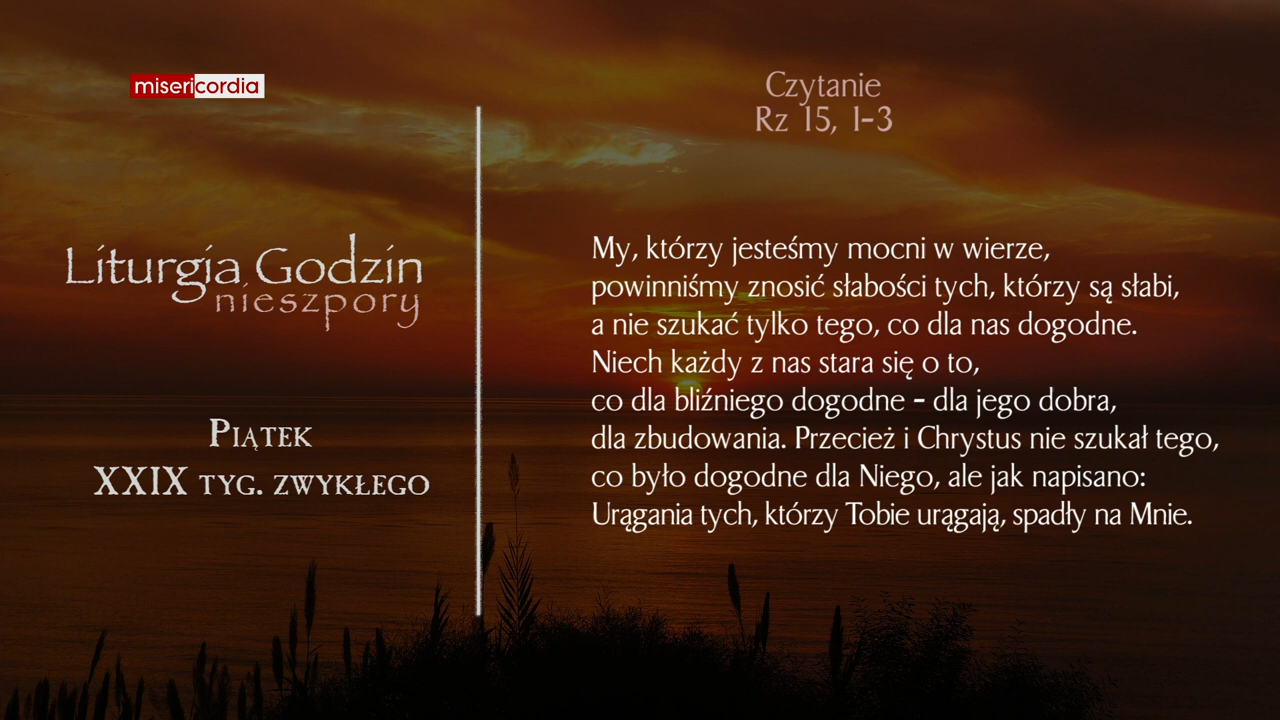 misericordia
Liturgia Godzin
nieszpory
Piątek
XXIX tyg. zwykłego
Czytanie
Rz 15, 1-3
My, którzy jesteśmy mocni w wierze,
powinniśmy znosić słabości tych, którzy są słabi,
a nie szukać tylko tego, co dla nas dogodne.
Niech każdy z nas stara się o to,
co dla bliźniego dogodne - dla jego dobra,
dla zbudowania. Przecież i Chrystus nie szukał tego,
co było dogodne dla Niego, ale jak napisano:
Urągania tych, którzy Tobie urągają, spadły na Mnie.